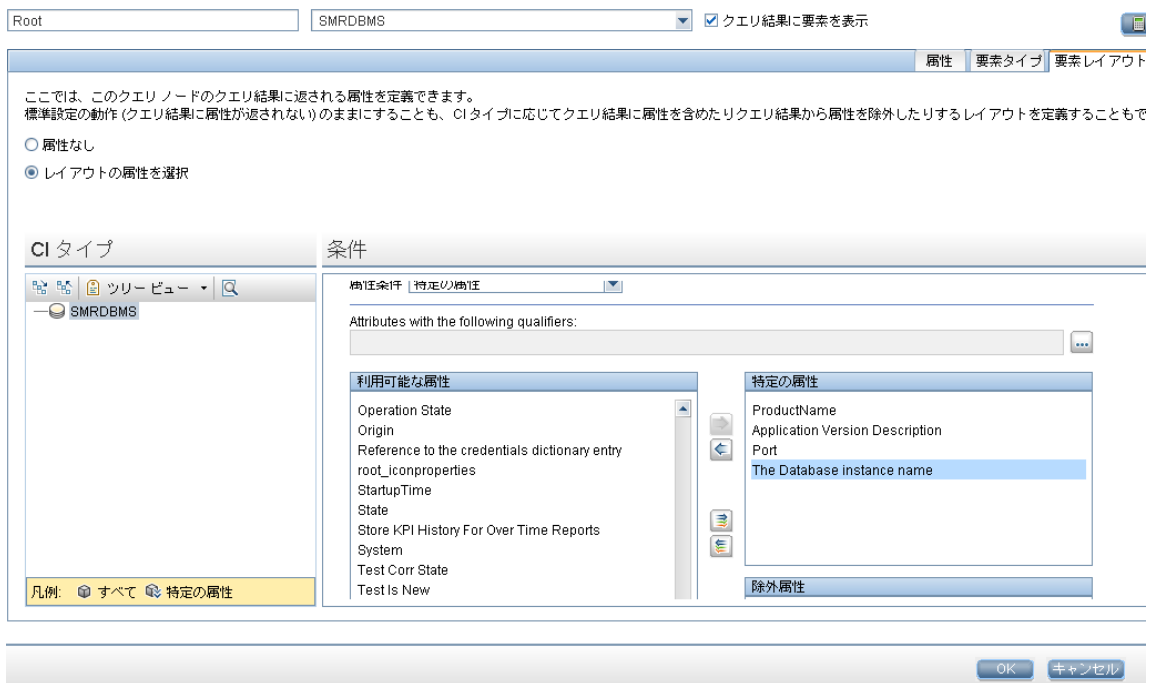 Root
SMRDBMS
クエリ結果に要素を表示
属性
要素タイプ
要素レイアウト
ここでは、このクエリ ノードのクエリ結果に返される属性を定義できます。
標準設定の動作 (クエリ結果に属性が返されない) のままにすることも、CI タイプに応じてクエリ結果に属性を含めたりクエリ結果から属性を除外したりするレイアウトを定義することもで
属性なし
レイアウトの属性を選択
CI タイプ
条件
ツリー ビュー
SMRDBMS
凡例: すべて 特定の属性
属性条件 特定の属性
Attributes with the following qualifiers:
...
利用可能な属性
Operation State
Origin
Reference to the credentials dictionary entry
root_iconproperties
StartupTime
State
Store KPI History For Over Time Reports
System
Test Corr State
Test Is New
特定の属性
ProductName
Application Version Description
Port
The Database instance name
除外属性
OK
キャンセル